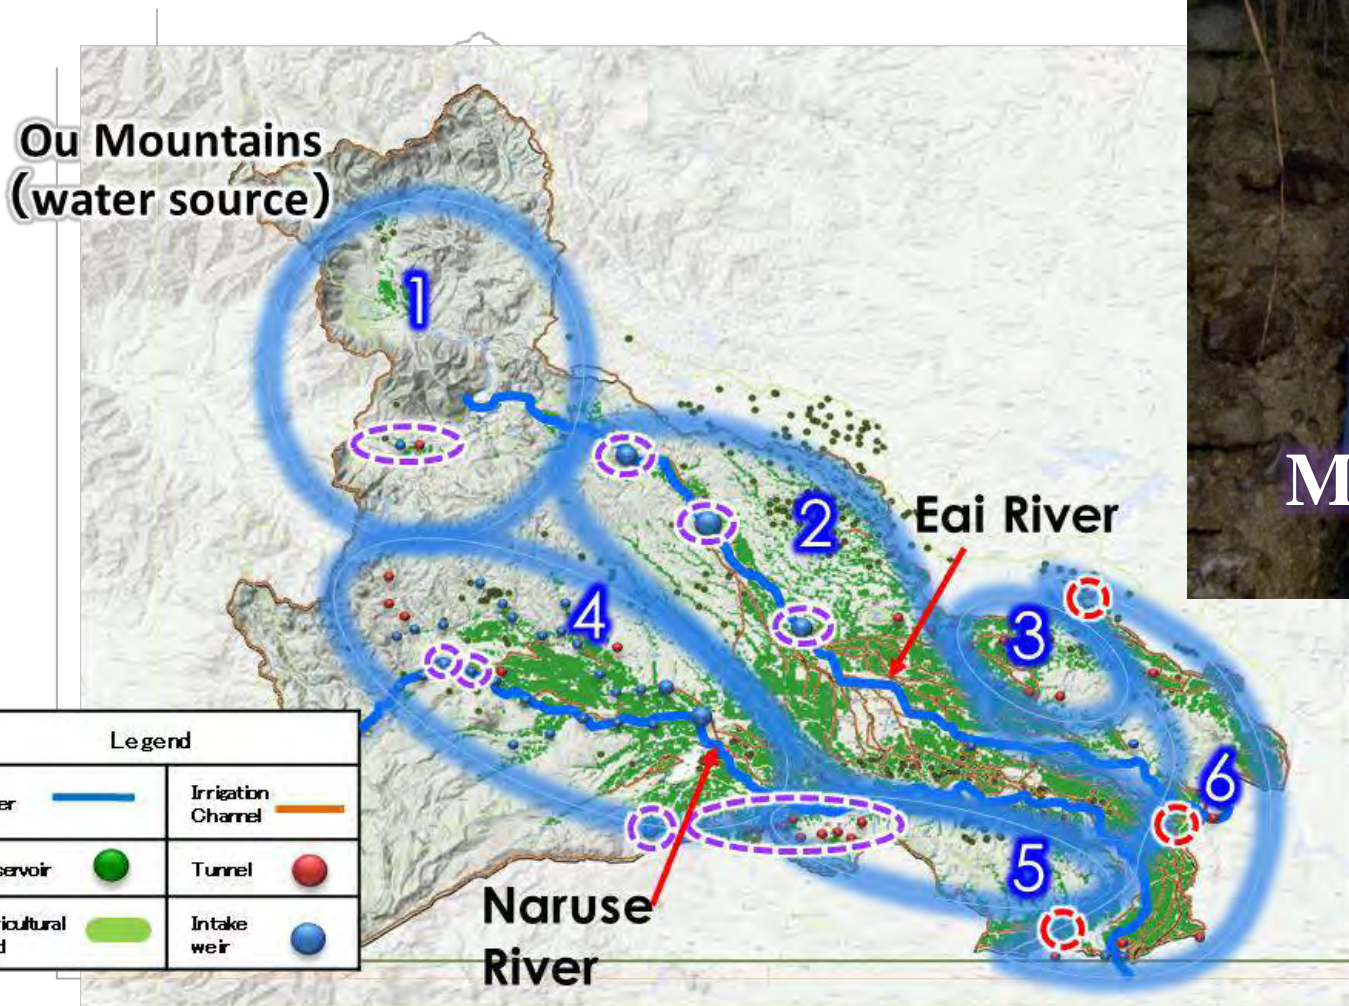 Ou Mountains
(water source)
1
2
Eai River
3
4
6
5
Naruse
River
Legend
Irrigation
Channel
Tunnel
Intake
weir
M